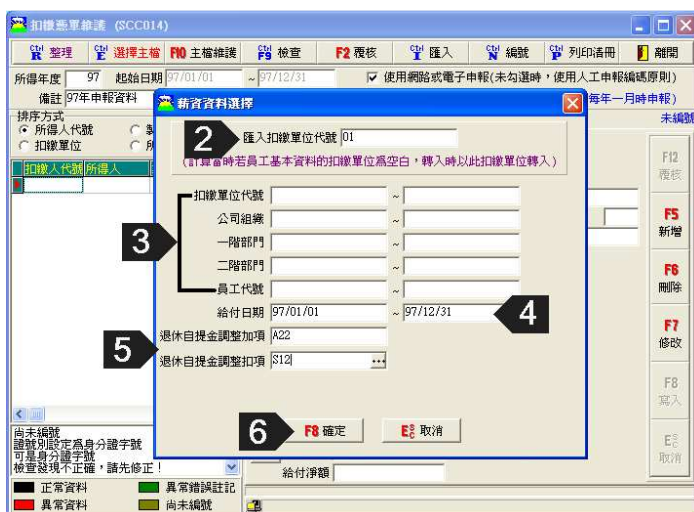 扣繳憑單維護 (SCC014)
Ctrl R 整理 Ctrl E 選擇主檔 F10 主檔維護 Ctrl F9 檢查 F2 覆核 Ctrl I 匯入 Ctrl N 編號 Ctrl P 列印清冊 離開
所得年度 97 起始日期 97/01/01 ~ 97/12/31 使用網路或電子申報(未勾選時，使用人工申報編碼原則)
備註 97年申報資料 每年一月時申報)
排序方式 未編號
所得人代號
扣繳單位 所
扣繳人代號 所得人
薪資資料選擇
2 匯入扣繳單位代號 01
(計算當時若員工基本資料的扣繳單位為空白，轉入時以此扣繳單位轉入)
3
扣繳單位代號 ~
公司組織 ~
一階部門 ~
二階部門 ~
員工代號 ~
給付日期 97/01/01 ~ 97/12/31 4
5
退休自提金調整加項 A22
退休自提金調整扣項 S12 ...
6 F8 確定 Esc 取消
F12 覆核
F5 新增
F6 刪除
F7 修改
F8 寫入
Esc 取消
尚未編號
證號別設定為身分證字號
可是身分證字號
檢查發現不正確，請先修正!
給付淨額
正常資料 異常錯誤註記
異常資料 尚未編號